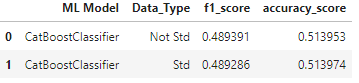 ML Model Data_Type f1_score accuracy_score
0 CatBoostClassifier Not Std 0.489391 0.513953
1 CatBoostClassifier Std 0.489286 0.513974